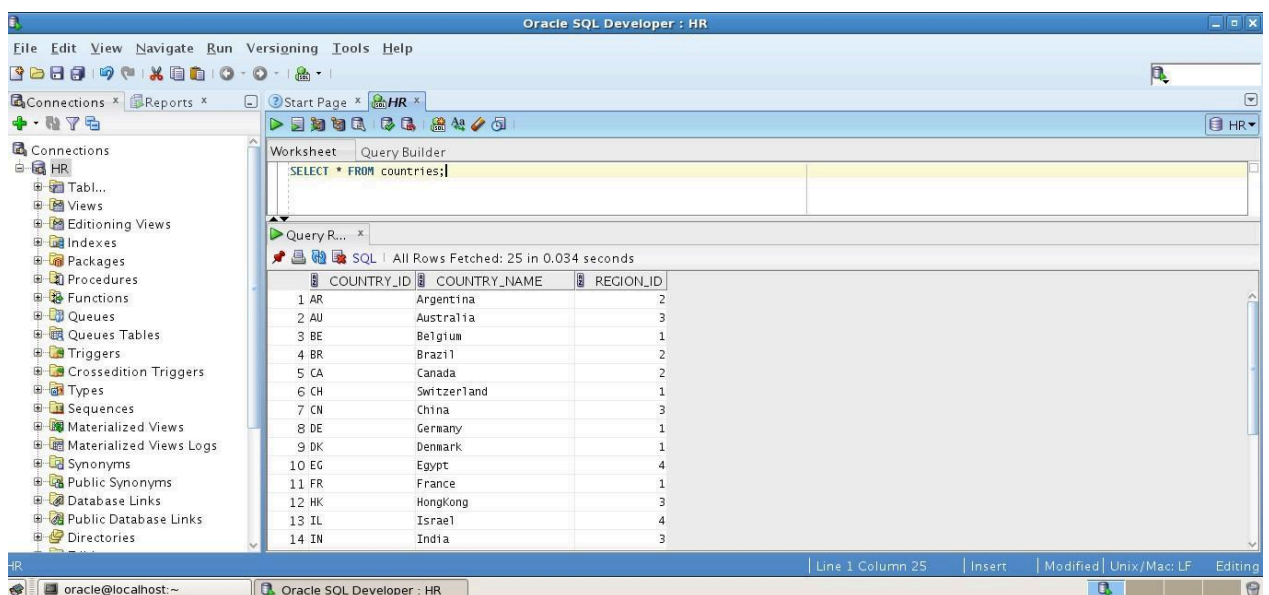 Oracle SQL Developer : HR
File Edit View Navigate Run Versioning Tools Help
Connections Reports
Start Page HR
HR
Worksheet Query Builder
SELECT * FROM countries;
Connections
HR
Tabl...
Views
Editioning Views
Indexes
Packages
Procedures
Functions
Queues
Queues Tables
Triggers
Crossedition Triggers
Types
Sequences
Materialized Views
Materialized Views Logs
Synonyms
Public Synonyms
Database Links
Public Database Links
Directories
Query R...
SQL All Rows Fetched: 25 in 0.034 seconds
COUNTRY_ID COUNTRY_NAME REGION_ID
1 AR Argentina 2
2 AU Australia 3
3 BE Belgium 1
4 BR Brazil 2
5 CA Canada 2
6 CH Switzerland 1
7 CN China 3
8 DE Germany 1
9 DK Denmark 1
10 EG Egypt 4
11 FR France 1
12 HK HongKong 3
13 IL Israel 4
14 IN India 3
HR Line 1 Column 25 Insert Modified Unix/Mac: LF Editing
oracle@localhost:~ Oracle SQL Developer : HR